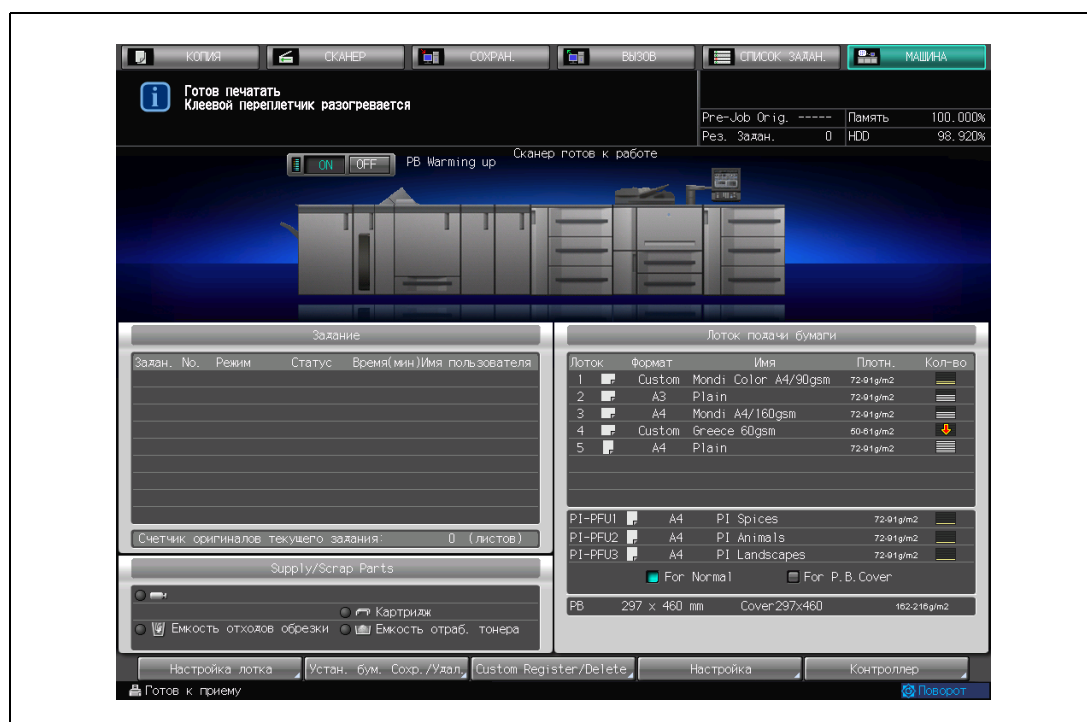 КОПИЯ СКАНЕР СОХРАН. ВЫЗОВ СПИСОК ЗАДАН. МАШИНА
Готов печатать
Клеевой переплетчик разогревается
Pre-Job Orig. ----- Память 100.000%
Рез. Задан. 0 HDD 98.920%
Сканер готов к работе
ON OFF PB Warming up
Задание
Задан. No. Режим Статус Время(мин) Имя пользователя
Счетчик оригиналов текущего задания: 0 (листов)
Supply/Scrap Parts
Картридж
Емкость отходов обрезки Емкость отраб. тонера
Лоток подачи бумаги
Лоток Формат Имя Плотн. Кол-во
1 Custom Mondi Color A4/90gsm 72-91g/m2
2 A3 Plain 72-91g/m2
3 A4 Mondi A4/160gsm 72-91g/m2
4 Custom Greece 60gsm 50-61g/m2
5 A4 Plain 72-91g/m2
PI-PFU1 A4 PI Spices 72-91g/m2
PI-PFU2 A4 PI Animals 72-91g/m2
PI-PFU3 A4 PI Landscapes 72-91g/m2
For Normal For P.B.Cover
PB 297 x 460 mm Cover297x460 162-216g/m2
Настройка лотка Устан. бум. Сохр./Удал. Custom Register/Delete Настройка Контроллер
Готов к приему Поворот